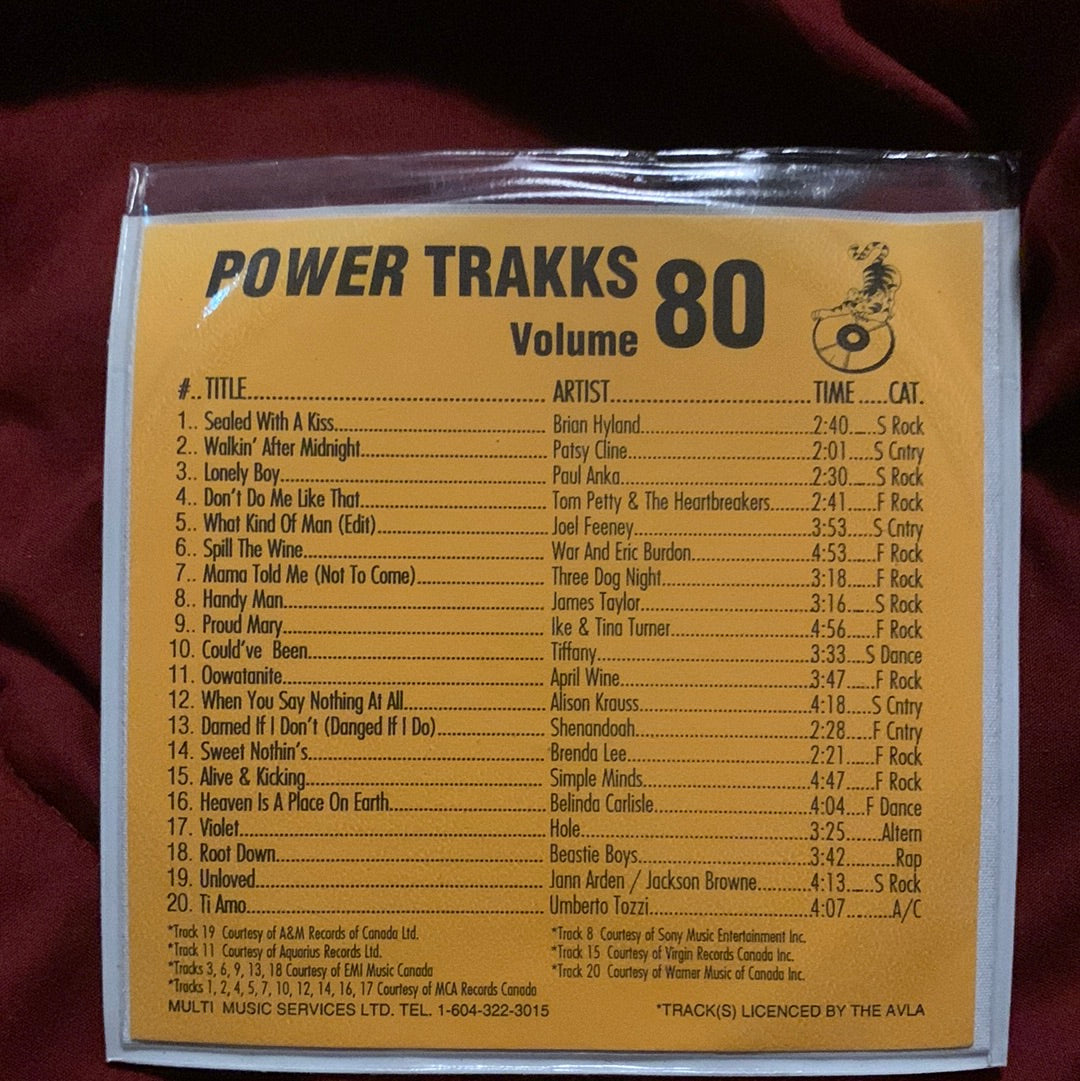 POWER TRAKKS
Volume 80
#.. TITLE.......... ARTIST.......... TIME .....CAT.
1.. Sealed With A Kiss.......... Brian Hyland..........2:40.....S Rock
2.. Walkin' After Midnight.......... Patsy Cline..........2:01.....S Cntry
3.. Lonely Boy.......... Paul Anka..........2:30.....S Rock
4.. Don't Do Me Like That.......... Tom Petty & The Heartbreakers..........2:41.....F Rock
5.. What Kind Of Man (Edit).......... Joel Feeney..........3:53.....S Cntry
6.. Spill The Wine.......... War And Eric Burdon..........4:53.....F Rock
7.. Mama Told Me (Not To Come).......... Three Dog Night..........3:18.....F Rock
8.. Handy Man.......... James Taylor..........3:16.....S Rock
9.. Proud Mary.......... Ike & Tina Turner..........4:56.....F Rock
10. Could've Been.......... Tiffany..........3:33....S Dance
11. Oowatanite.......... April Wine..........3:47.....F Rock
12. When You Say Nothing At All.......... Alison Krauss..........4:18.....S Cntry
13. Darned If I Don't (Danged If I Do).......... Shenandoah..........2:28.....F Cntry
14. Sweet Nothin's.......... Brenda Lee..........2:21.....F Rock
15. Alive & Kicking.......... Simple Minds..........4:47.....F Rock
16. Heaven Is A Place On Earth.......... Belinda Carlisle..........4:04....F Dance
17. Violet.......... Hole..........3:25......Altern
18. Root Down.......... Beastie Boys..........3:42.........Rap
19. Unloved.......... Jann Arden / Jackson Browne..........4:13.....S Rock
20. Ti Amo.......... Umberto Tozzi..........4:07.........A/C
*Track 19 Courtesy of A&M Records of Canada Ltd.
*Track 11 Courtesy of Aquarius Records Ltd.
*Tracks 3, 6, 9, 13, 18 Courtesy of EMI Music Canada
*Tracks 1, 2, 4, 5, 7, 10, 12, 14, 16, 17 Courtesy of MCA Records Canada
*Track 8 Courtesy of Sony Music Entertainment Inc.
*Track 15 Courtesy of Virgin Records Canada Inc.
*Track 20 Courtesy of Warner Music of Canada Inc.
MULTI MUSIC SERVICES LTD. TEL. 1-604-322-3015
*TRACK(S) LICENCED BY THE AVLA